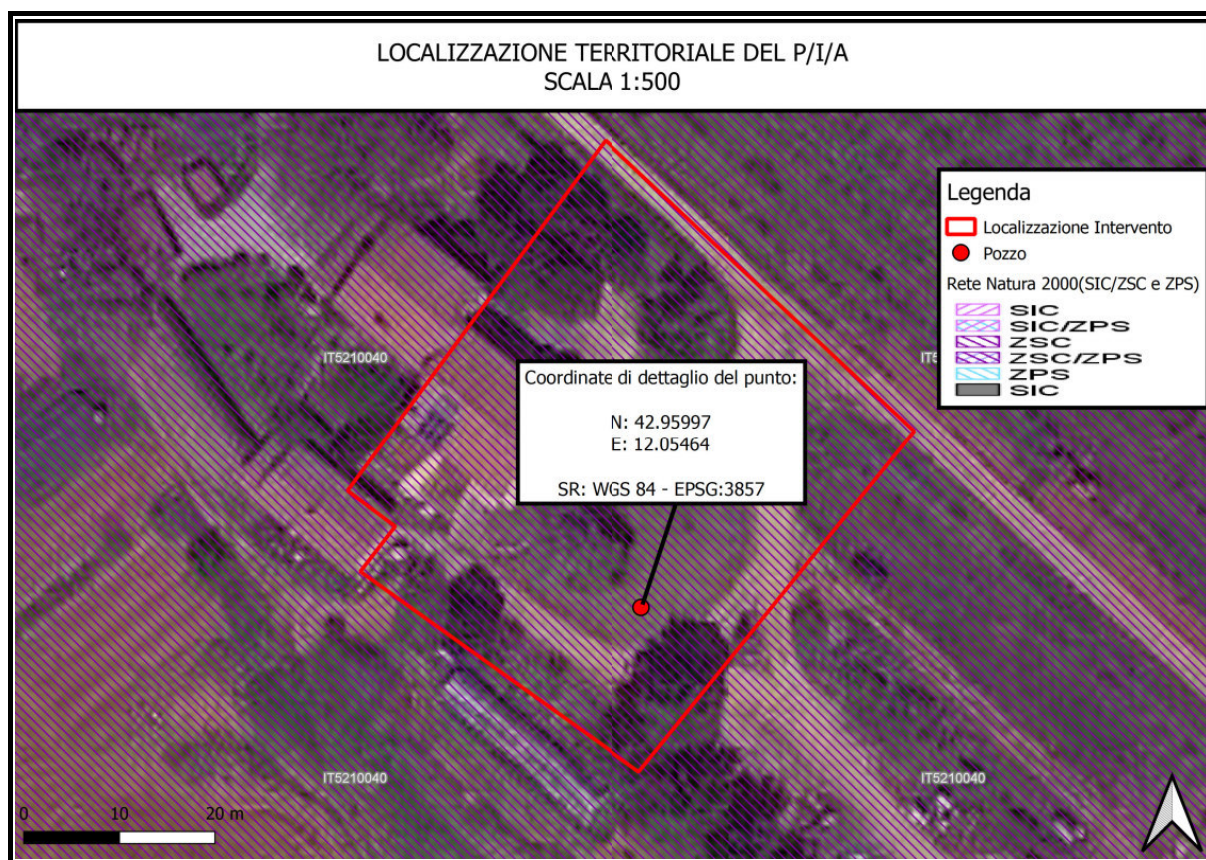 LOCALIZZAZIONE TERRITORIALE DEL P/I/A
SCALA 1:500
Legenda
Localizzazione Intervento
Pozzo
Rete Natura 2000(SIC/ZSC e ZPS)
SIC
SIC/ZPS
ZSC
ZSC/ZPS
ZPS
SIC
IT5210040
IT5
Coordinate di dettaglio del punto:
N: 42.95997
E: 12.05464
SR: WGS 84 - EPSG:3857
IT5210040
IT5210040
0 10 20 m